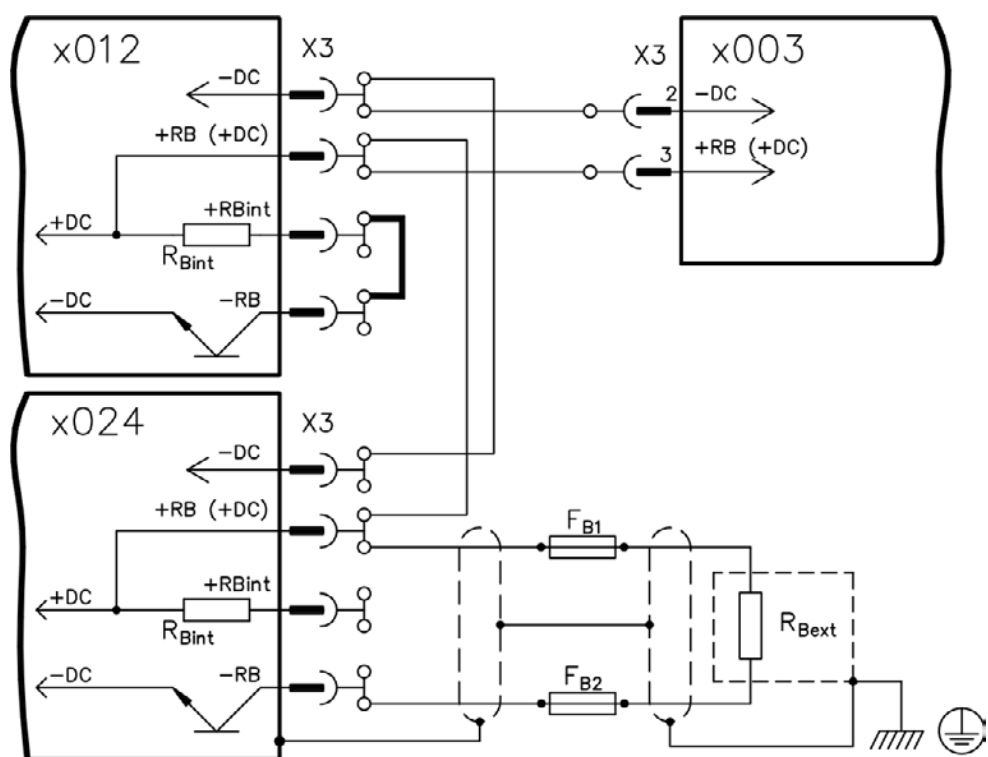 x012
X3
X3
x003
−DC
2
−DC
+RB (+DC)
3
+RB (+DC)
+RBint
+DC
RBint
−DC
−RB
x024
X3
−DC
+RB (+DC)
FB1
+RBint
+DC
RBint
RBext
−DC
−RB
FB2